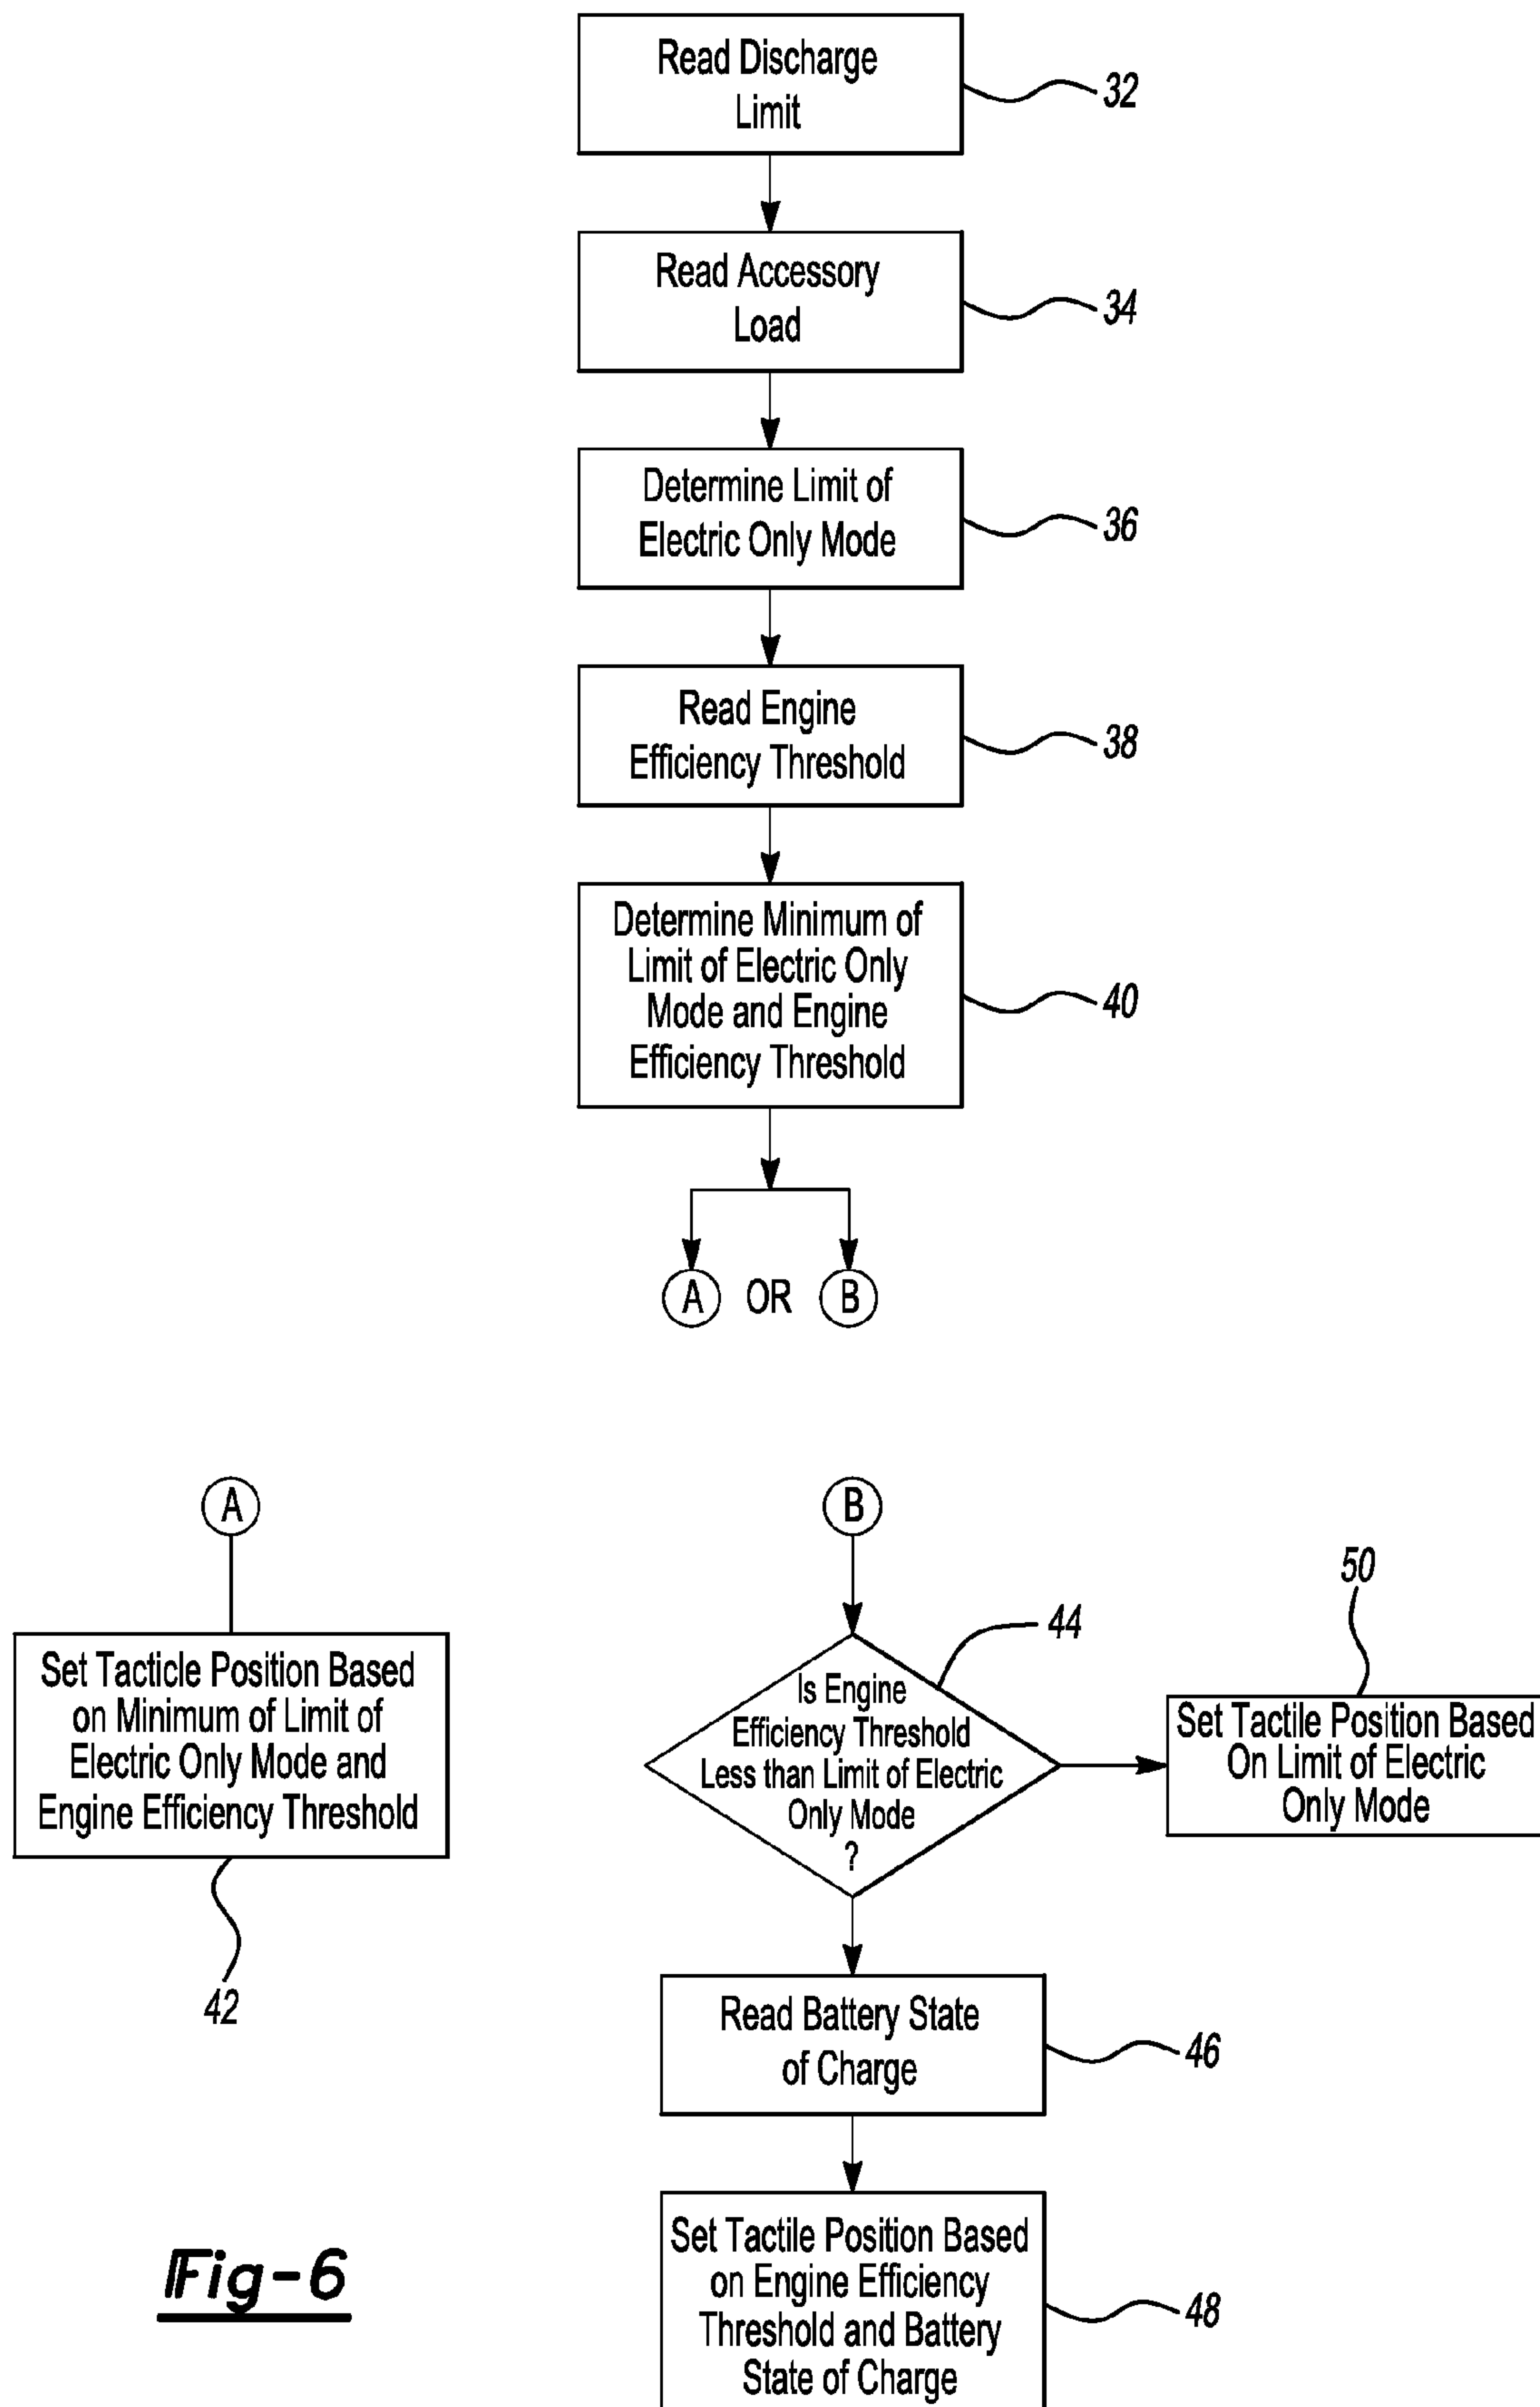 Read Discharge
Limit
32
Read Accessory
Load
34
Determine Limit of
Electric Only Mode
36
Read Engine
Efficiency Threshold
38
Determine Minimum of
Limit of Electric Only
Mode and Engine
Efficiency Threshold
40
A OR B
A
Set Tacticle Position Based
on Minimum of Limit of
Electric Only Mode and
Engine Efficiency Threshold
42
B
44
Is Engine
Efficiency Threshold
Less than Limit of Electric
Only Mode
?
50
Set Tactile Position Based
On Limit of Electric
Only Mode
Read Battery State
of Charge
46
Set Tactile Position Based
on Engine Efficiency
Threshold and Battery
State of Charge
48
Fig-6